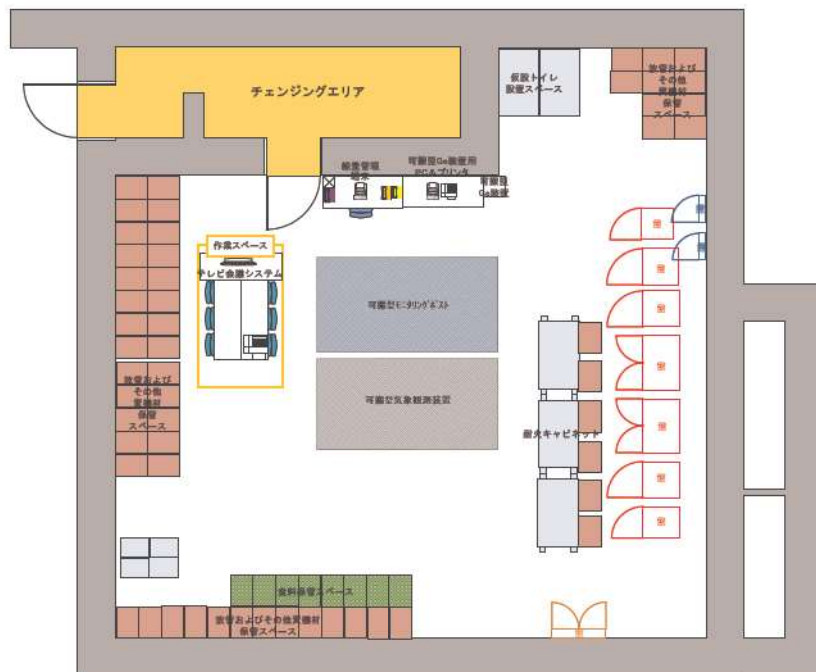 チェンジングエリア
仮設トイレ
設置スペース
放管および
その他
資機材
保管
スペース
線量管理
端末
可搬型Ge装置用
PC&プリンタ
可搬型
Ge装置
作業スペース
テレビ会議システム
可搬型モニタリングポスト
可搬型気象観測装置
放管および
その他
資機材
保管
スペース
耐火キャビネット
食料保管スペース
放管およびその他資機材
保管スペース